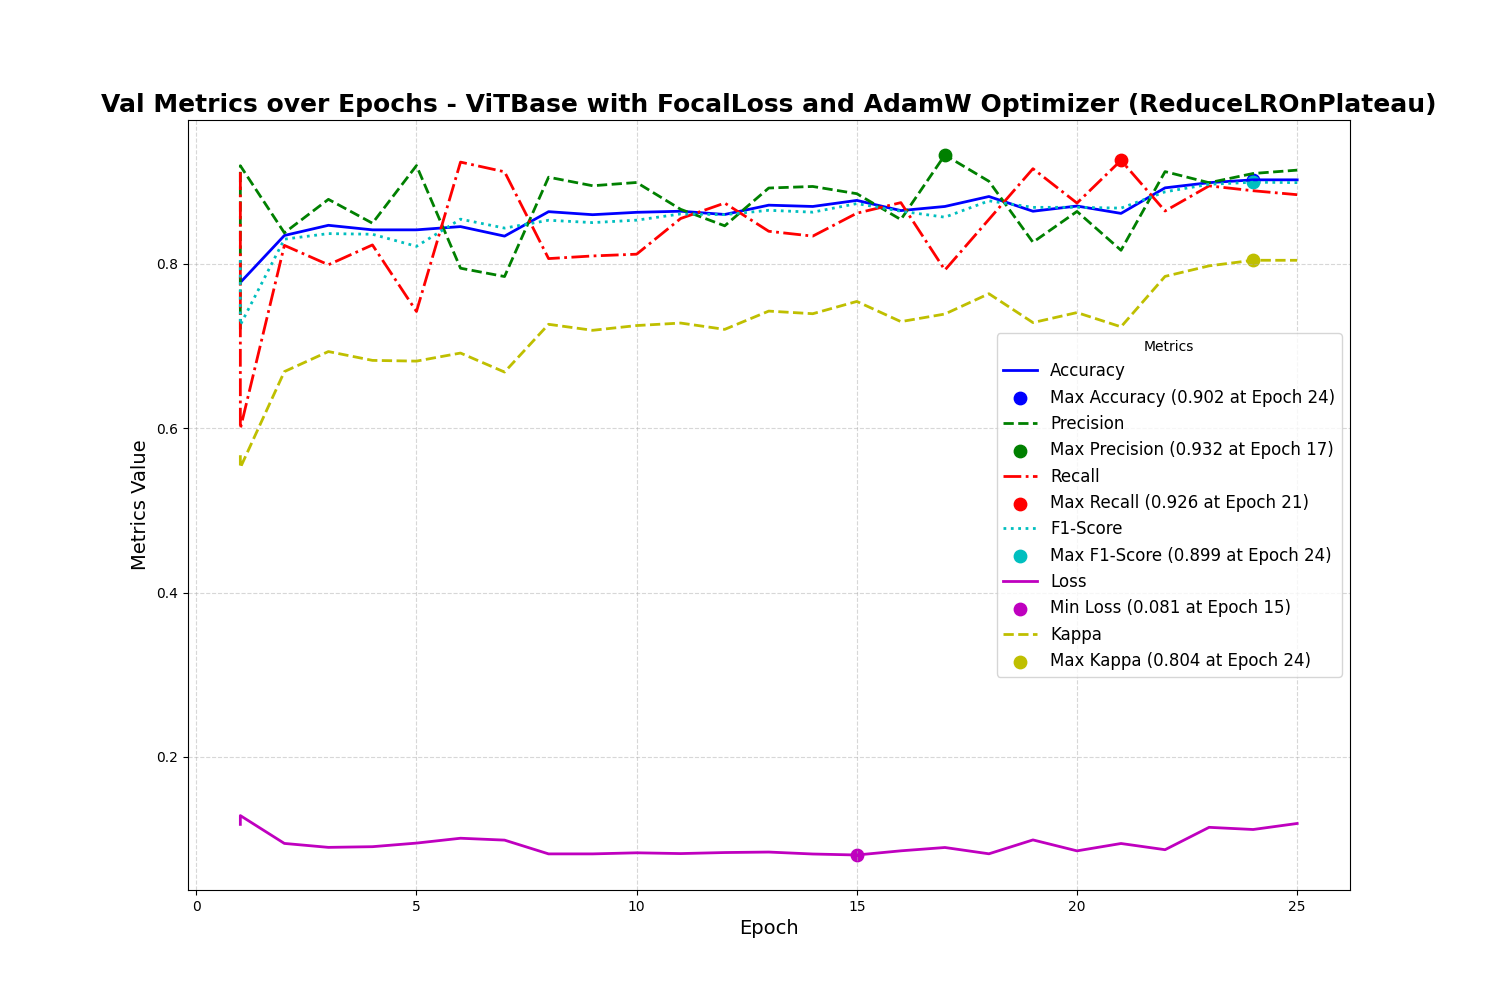 Val Metrics over Epochs - ViTBase with FocalLoss and AdamW Optimizer (ReduceLROnPlateau)
0.8
0.6
0.4
0.2
Metrics Value
Metrics
Accuracy
Max Accuracy (0.902 at Epoch 24)
Precision
Max Precision (0.932 at Epoch 17)
Recall
Max Recall (0.926 at Epoch 21)
F1-Score
Max F1-Score (0.899 at Epoch 24)
Loss
Min Loss (0.081 at Epoch 15)
Kappa
Max Kappa (0.804 at Epoch 24)
0 5 10 15 20 25
Epoch